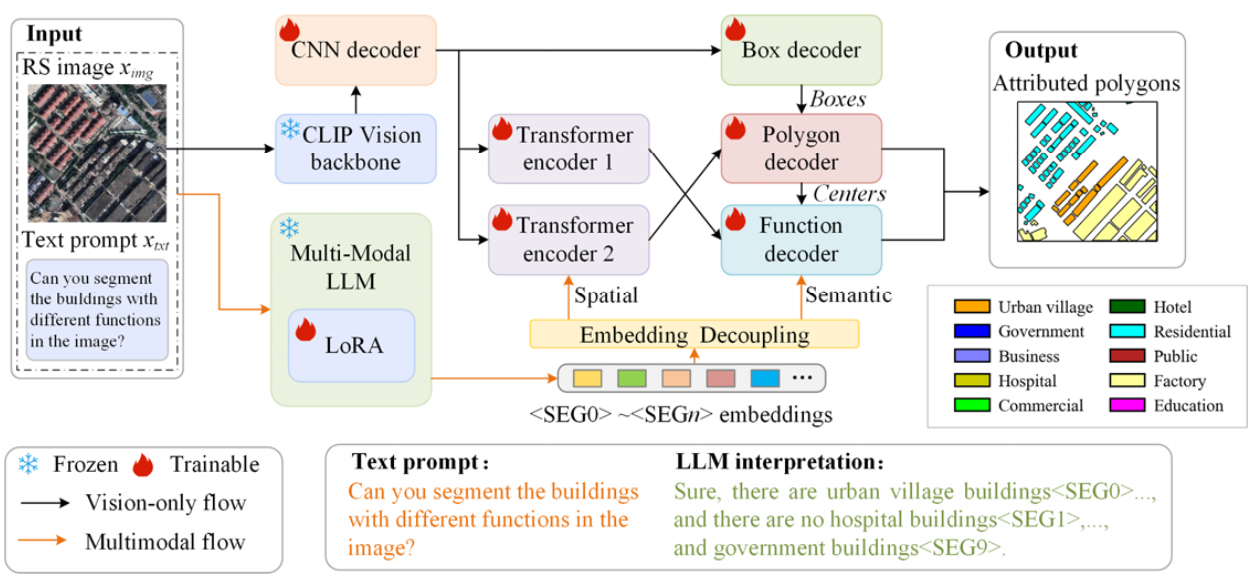 Input
RS image x_img
Text prompt x_txt
Can you segment
the buildings with
different functions
in the image?
CNN decoder
CLIP Vision
backbone
Multi-Modal
LLM
LoRA
Transformer
encoder 1
Transformer
encoder 2
Box decoder
Boxes
Polygon
decoder
Centers
Function
decoder
Spatial
Semantic
Embedding Decoupling
...
<SEG0> ~<SEGn> embeddings
Output
Attributed polygons
Urban village
Government
Business
Hospital
Commercial
Hotel
Residential
Public
Factory
Education
Frozen
Trainable
Vision-only flow
Multimodal flow
Text prompt:
Can you segment the buildings
with different functions in the
image?
LLM interpretation:
Sure, there are urban village buildings<SEG0>...,
and there are no hospital buildings<SEG1>,...,
and government buildings<SEG9>.